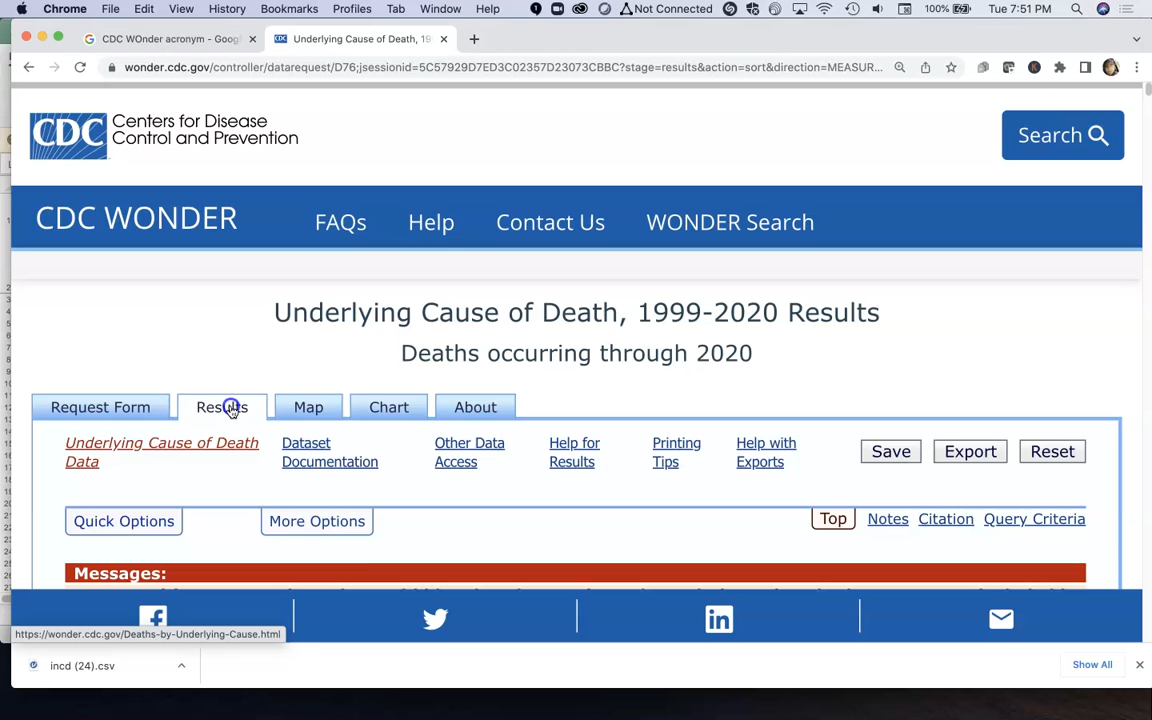 Chrome File Edit View History Bookmarks Profiles Tab Window Help Not Connected 100% Tue 7:51 PM
CDC WOnder acronym - Goog
Underlying Cause of Death, 19
wonder.cdc.gov/controller/datarequest/D76;jsessionid=5C57929D7ED3C02357D23073CBBC?stage=results&action=sort&direction=MEASUR...
CDC
Centers for Disease
Control and Prevention
Search
CDC WONDER FAQs Help Contact Us WONDER Search
Underlying Cause of Death, 1999-2020 Results
Deaths occurring through 2020
Request Form Results Map Chart About
Underlying Cause of Death
Data
Dataset
Documentation
Other Data
Access
Help for
Results
Printing
Tips
Help with
Exports
Save Export Reset
Quick Options More Options Top Notes Citation Query Criteria
Messages:
https://wonder.cdc.gov/Deaths-by-Underlying-Cause.html
incd (24).csv
Show All